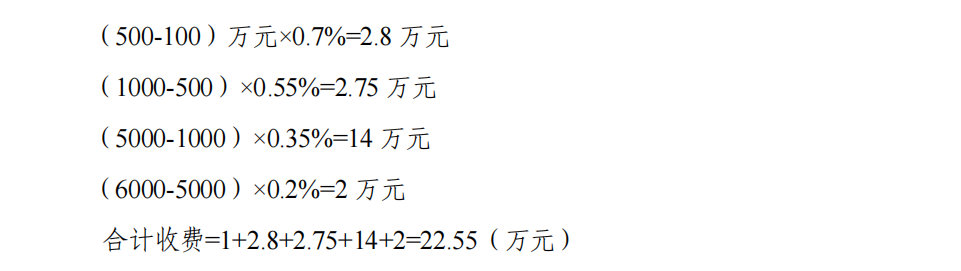 （500-100）万元×0.7%=2.8 万元
（1000-500）×0.55%=2.75 万元
（5000-1000）×0.35%=14 万元
（6000-5000）×0.2%=2 万元
合计收费=1+2.8+2.75+14+2=22.55（万元）